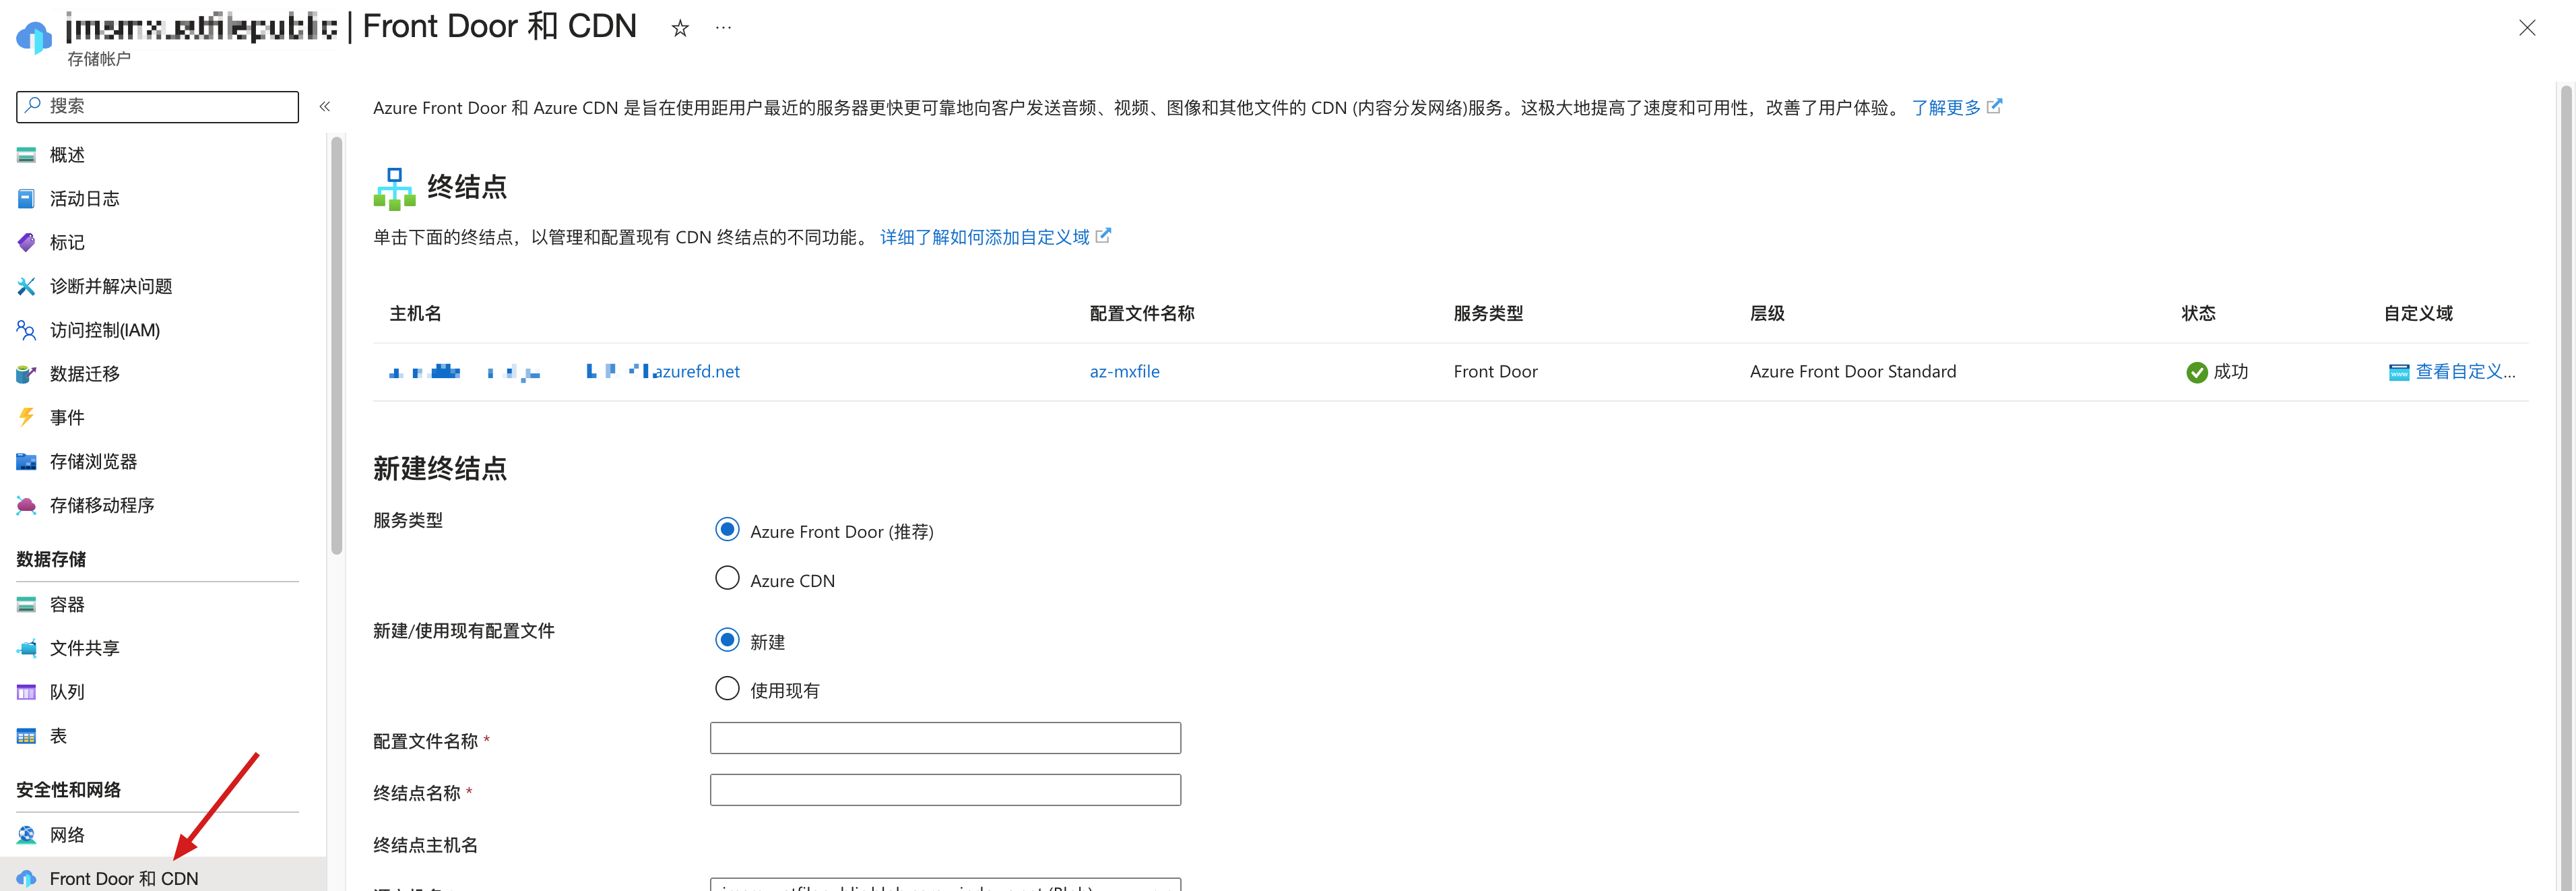 | Front Door 和 CDN
存储帐户
搜索
概述
活动日志
标记
诊断并解决问题
访问控制(IAM)
数据迁移
事件
存储浏览器
存储移动程序
数据存储
容器
文件共享
队列
表
安全性和网络
网络
Front Door 和 CDN
Azure Front Door 和 Azure CDN 是旨在使用距用户最近的服务器更快更可靠地向客户发送音频、视频、图像和其他文件的 CDN (内容分发网络)服务。这极大地提高了速度和可用性，改善了用户体验。 了解更多
终结点
单击下面的终结点，以管理和配置现有 CDN 终结点的不同功能。 详细了解如何添加自定义域
主机名 配置文件名称 服务类型 层级 状态 自定义域
azurefd.net az-mxfile Front Door Azure Front Door Standard 成功 查看自定义...
新建终结点
服务类型
Azure Front Door (推荐)
Azure CDN
新建/使用现有配置文件
新建
使用现有
配置文件名称 *
终结点名称 *
终结点主机名